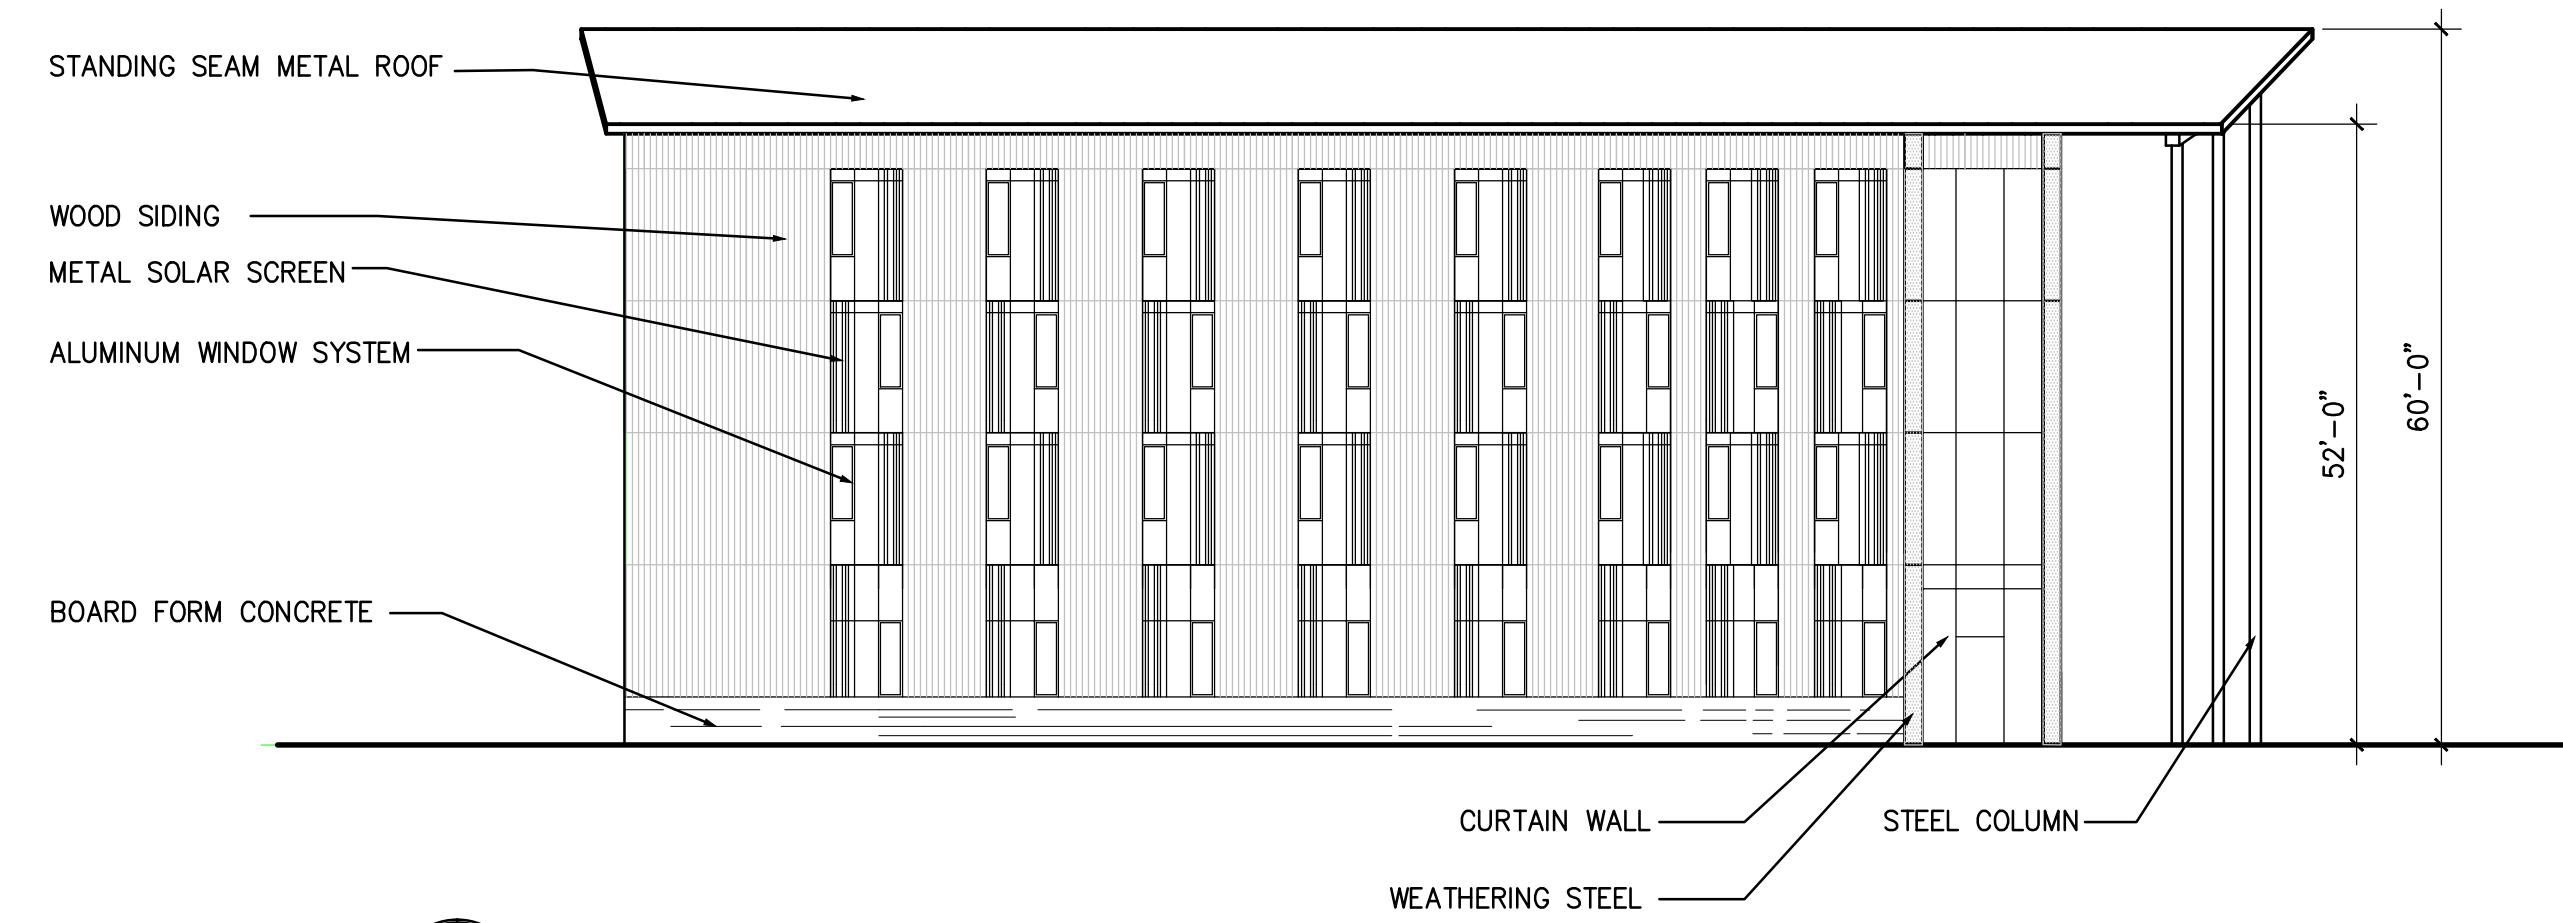 STANDING SEAM METAL ROOF
WOOD SIDING
METAL SOLAR SCREEN
ALUMINUM WINDOW SYSTEM
BOARD FORM CONCRETE
52'-0"
60'-0"
CURTAIN WALL
STEEL COLUMN
WEATHERING STEEL